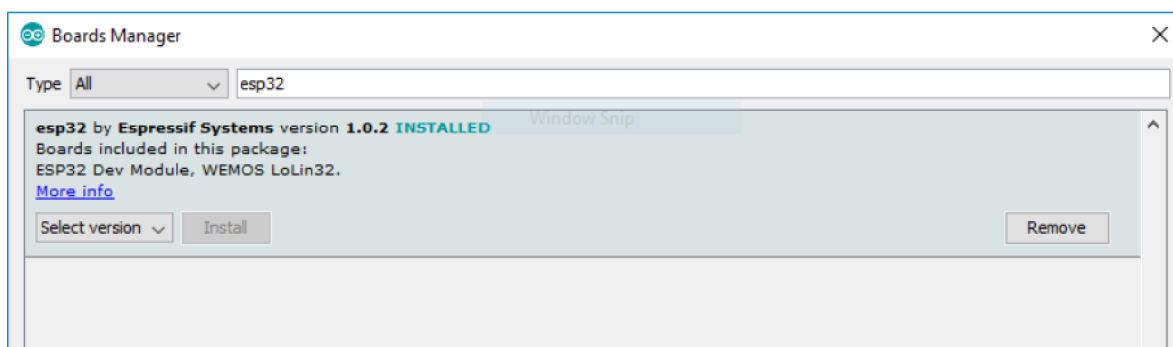 Boards Manager
Type All esp32
Window Snip
esp32 by Espressif Systems version 1.0.2 INSTALLED
Boards included in this package:
ESP32 Dev Module, WEMOS LoLin32.
More info
Select version Install Remove